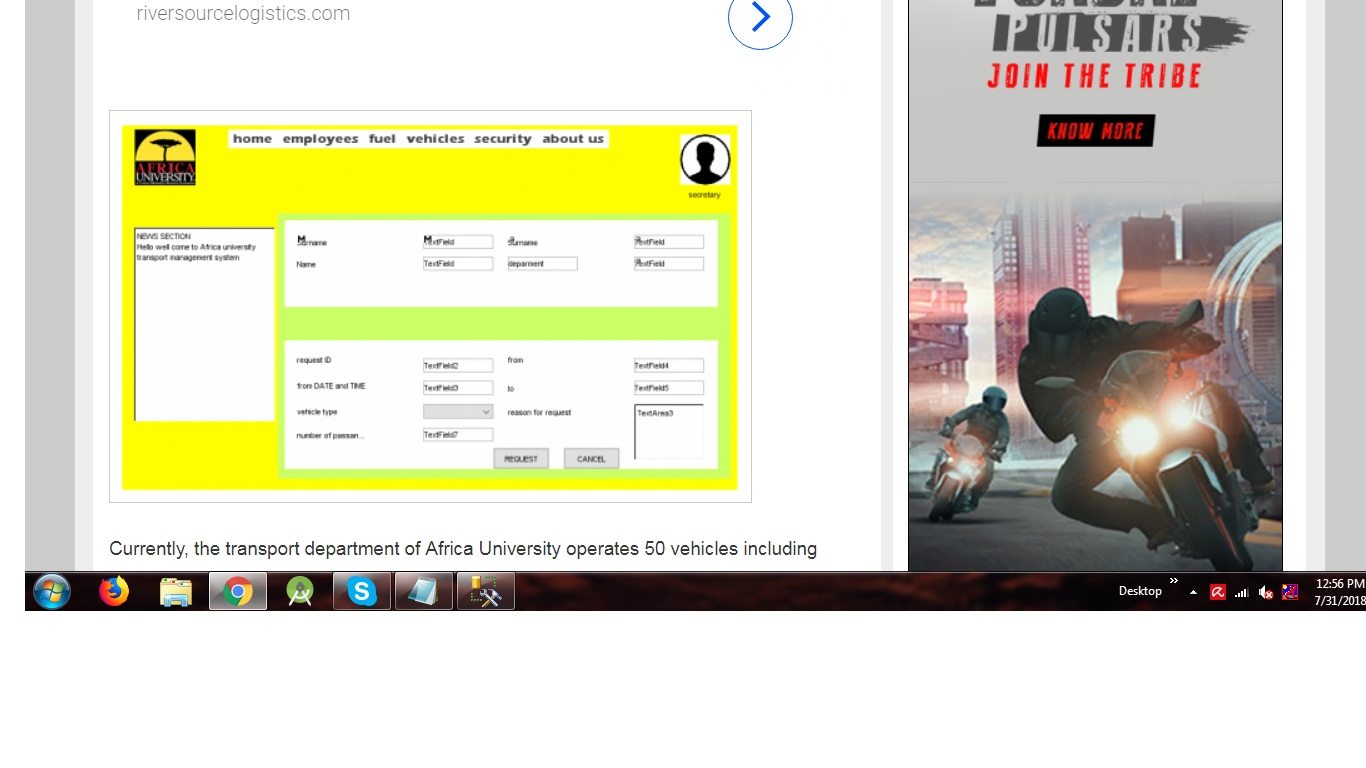 riversourcelogistics.com
PULSARS
JOIN THE TRIBE
KNOW MORE
home employees fuel vehicles security about us
AFRICA
UNIVERSITY
secretary
NEWS SECTION
Hello well come to Africa university
transport management system
Surname TextField Surname TextField
Name TextField deparment TextField
request ID TextField2 from TextField4
from DATE and TIME TextField3 to TextField5
vehicle type reason for request TextArea3
number of passan... TextField7
REQUEST CANCEL
Currently, the transport department of Africa University operates 50 vehicles including
Desktop
12:56 PM
7/31/2018